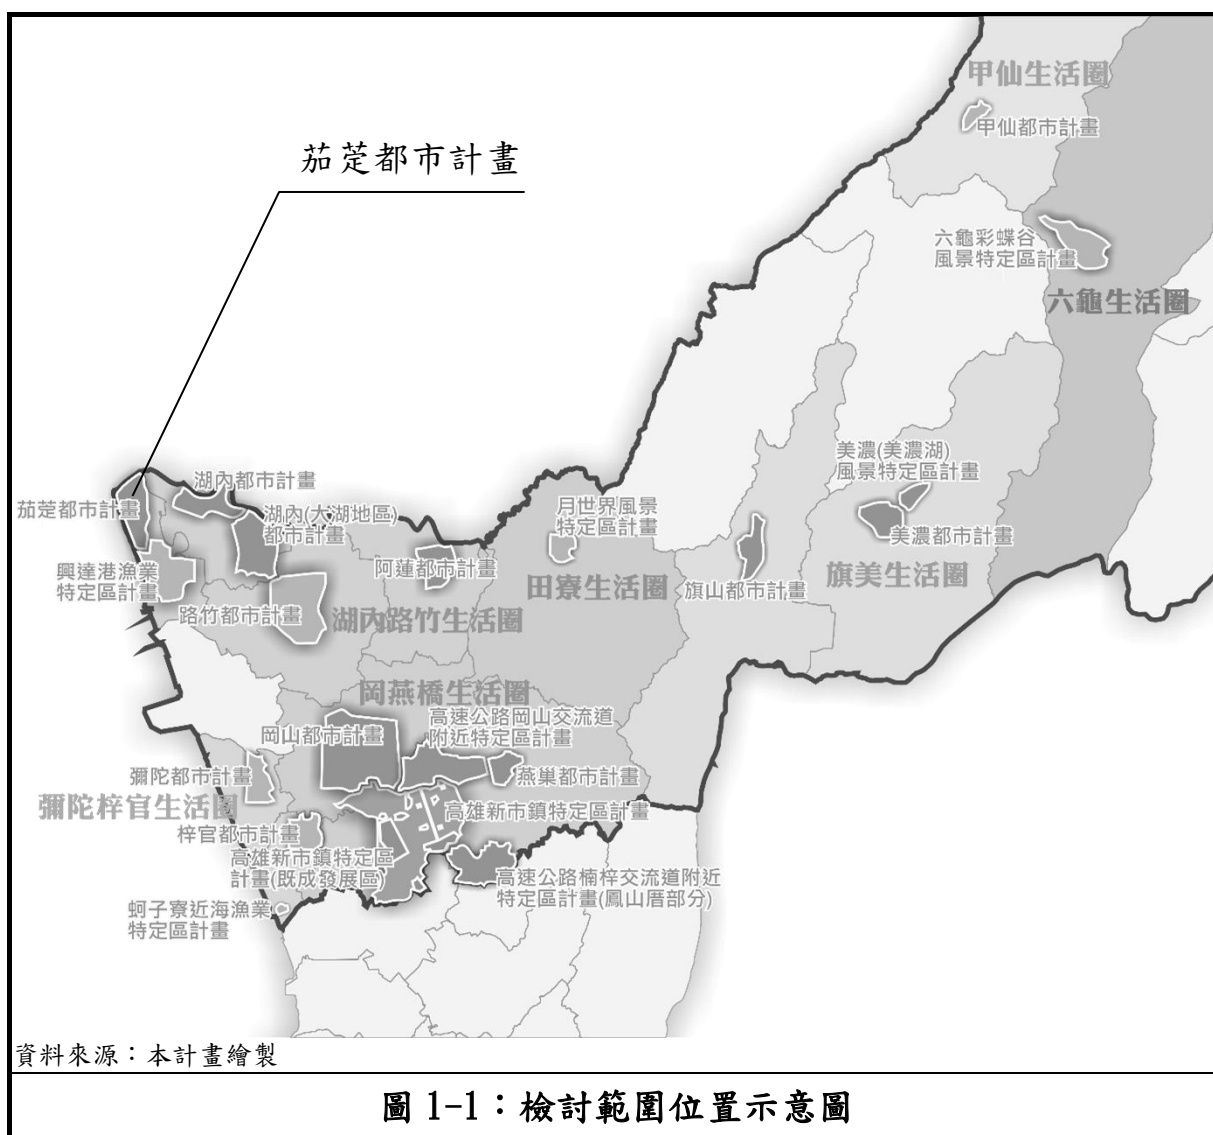 甲仙生活圈
甲仙都市計畫
茄萣都市計畫
六龜彩蝶谷
風景特定區計畫
六龜生活圈
美濃(美濃湖)
風景特定區計畫
湖內都市計畫
茄萣都市計畫
湖內(大湖地區)
都市計畫
月世界風景
特定區計畫
美濃都市計畫
興達港漁業
特定區計畫
阿蓮都市計畫
田寮生活圈
旗山都市計畫
旗美生活圈
路竹都市計畫
湖內路竹生活圈
岡燕橋生活圈
岡山都市計畫
高速公路岡山交流道
附近特定區計畫
彌陀都市計畫
燕巢都市計畫
彌陀梓官生活圈
高雄新市鎮特定區計畫
梓官都市計畫
高雄新市鎮特定區
計畫(既成發展區)
高速公路楠梓交流道附近
特定區計畫(鳳山厝部分)
蚵子寮近海漁業
特定區計畫
資料來源：本計畫繪製
圖 1-1：檢討範圍位置示意圖